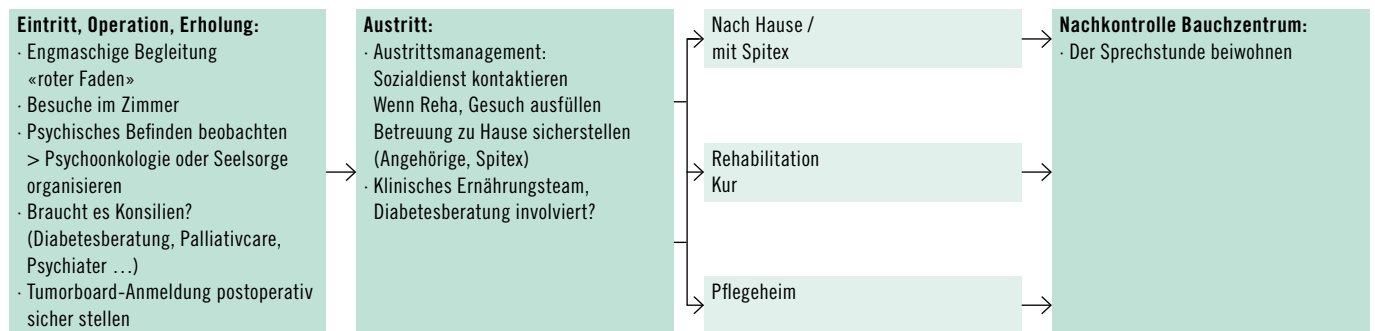 Eintritt, Operation, Erholung:
· Engmaschige Begleitung
«roter Faden»
· Besuche im Zimmer
· Psychisches Befinden beobachten
> Psychoonkologie oder Seelsorge
organisieren
· Braucht es Konsilien?
(Diabetesberatung, Palliativcare,
Psychiater …)
· Tumorboard-Anmeldung postoperativ
sicher stellen
Austritt:
· Austrittsmanagement:
Sozialdienst kontaktieren
Wenn Reha, Gesuch ausfüllen
Betreuung zu Hause sicherstellen
(Angehörige, Spitex)
· Klinisches Ernährungsteam,
Diabetesberatung involviert?
Nach Hause /
mit Spitex
Rehabilitation
Kur
Pflegeheim
Nachkontrolle Bauchzentrum:
· Der Sprechstunde beiwohnen